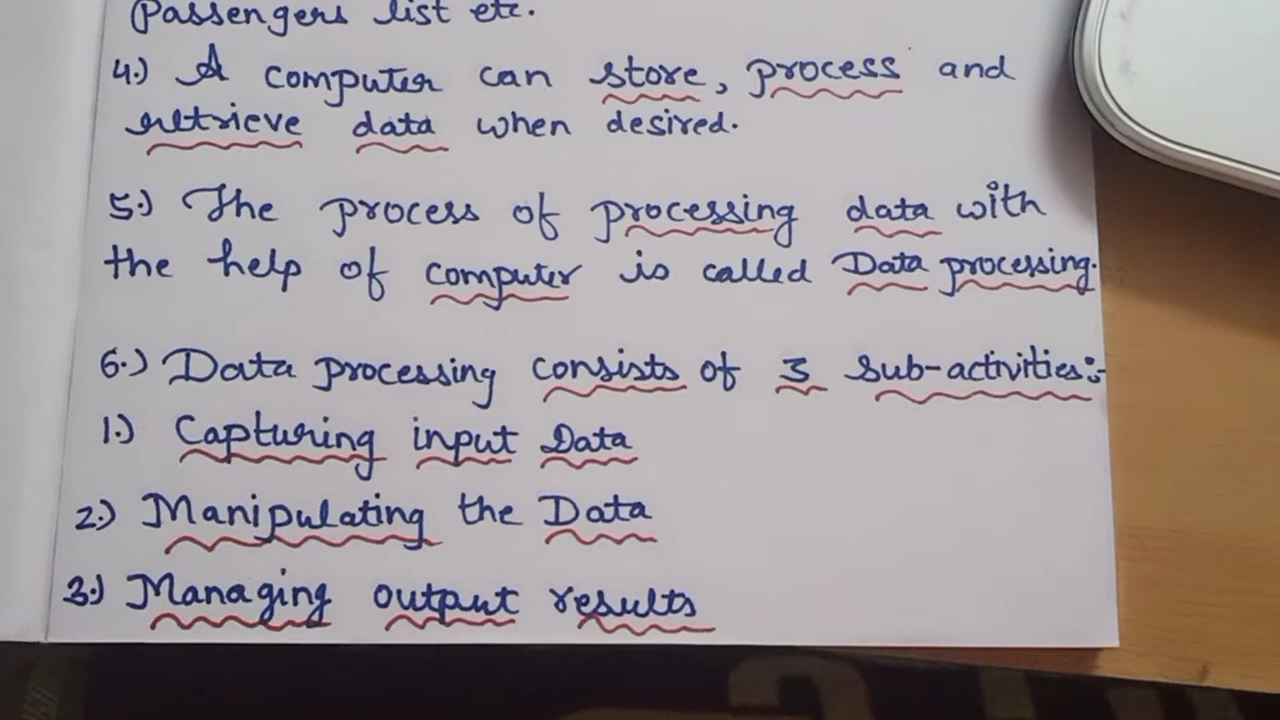 Passengers list etc.
4.) A computer can store, process and
retrieve data when desired.
5.) The process of processing data with
the help of computer is called Data processing.
6.) Data processing consists of 3 Sub-activities:-
1.) Capturing input Data
2.) Manipulating the Data
3.) Managing output results